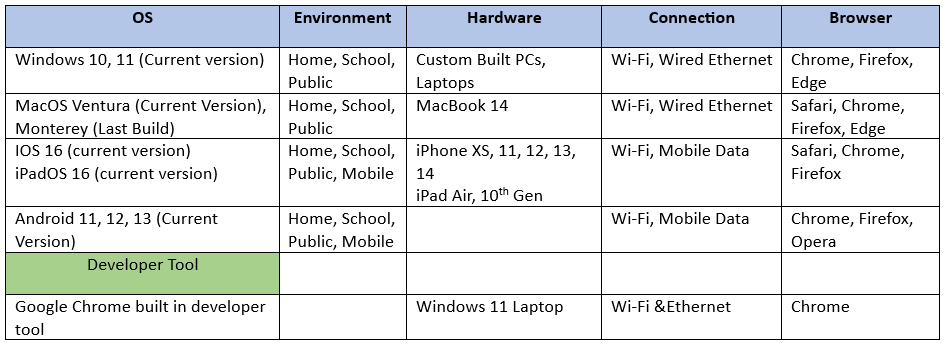 OS Environment Hardware Connection Browser
Windows 10, 11 (Current version) Home, School, Custom Built PCs, Wi-Fi, Wired Ethernet Chrome, Firefox,
Public Laptops Edge
MacOS Ventura (Current Version), Home, School, MacBook 14 Wi-Fi, Wired Ethernet Safari, Chrome,
Monterey (Last Build) Public Firefox, Edge
IOS 16 (current version) Home, School, iPhone XS, 11, 12, 13, Wi-Fi, Mobile Data Safari, Chrome,
iPadOS 16 (current version) Public, Mobile 14 Firefox
iPad Air, 10th Gen
Android 11, 12, 13 (Current Home, School, Wi-Fi, Mobile Data Chrome, Firefox,
Version) Public, Mobile Opera
Developer Tool
Google Chrome built in developer Windows 11 Laptop Wi-Fi &Ethernet Chrome
tool